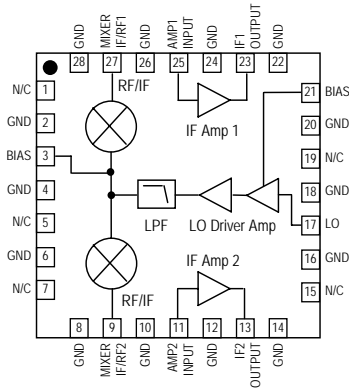 GND
MIXER
IF/RF1
GND
AMP1
INPUT
GND
IF1
OUTPUT
GND
28
27
26
25
24
23
22
N/C 1
GND 2
BIAS 3
GND 4
N/C 5
GND 6
N/C 7
RF/IF
IF Amp 1
LPF
LO Driver Amp
IF Amp 2
RF/IF
21 BIAS
20 GND
19 N/C
18 GND
17 LO
16 GND
15 N/C
8
9
10
11
12
13
14
GND
MIXER
IF/RF2
GND
AMP2
INPUT
GND
IF2
OUTPUT
GND